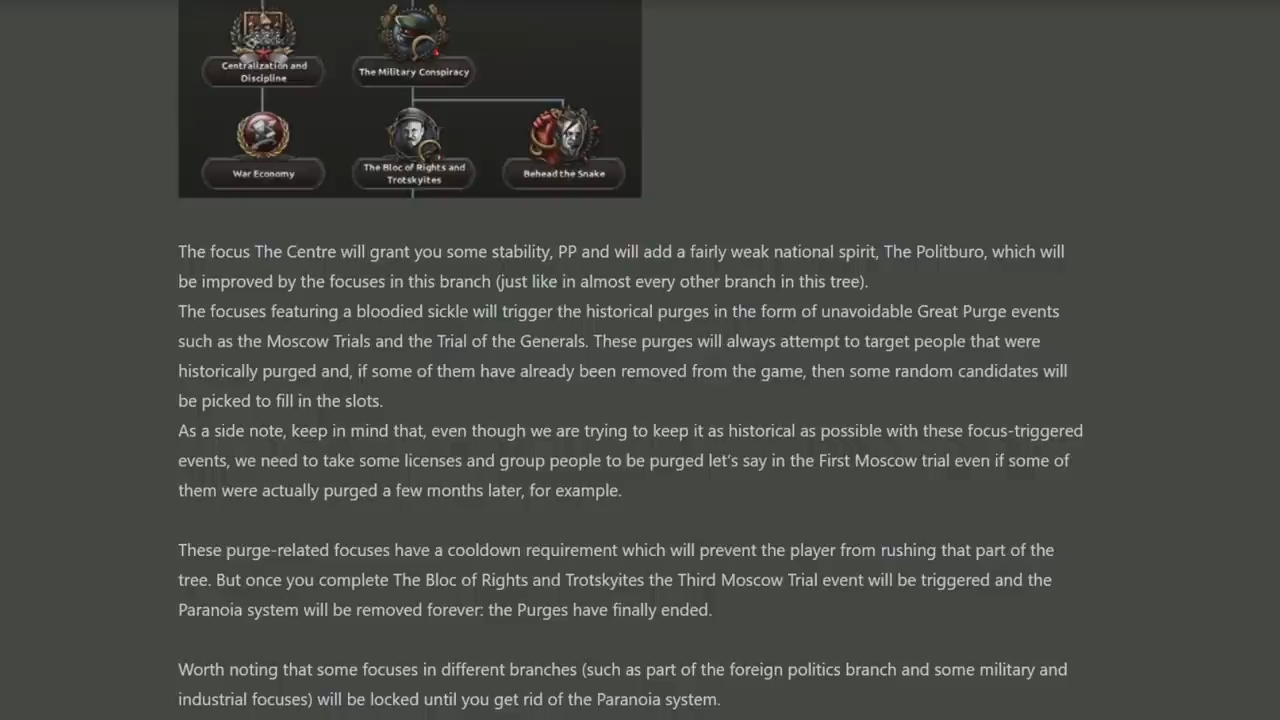 Centralization and
Discipline
The Military Conspiracy
War Economy
The Bloc of Rights and
Trotskyites
Behead the Snake
The focus The Centre will grant you some stability, PP and will add a fairly weak national spirit, The Politburo, which will
be improved by the focuses in this branch (just like in almost every other branch in this tree).
The focuses featuring a bloodied sickle will trigger the historical purges in the form of unavoidable Great Purge events
such as the Moscow Trials and the Trial of the Generals. These purges will always attempt to target people that were
historically purged and, if some of them have already been removed from the game, then some random candidates will
be picked to fill in the slots.
As a side note, keep in mind that, even though we are trying to keep it as historical as possible with these focus-triggered
events, we need to take some licenses and group people to be purged let's say in the First Moscow trial even if some of
them were actually purged a few months later, for example.
These purge-related focuses have a cooldown requirement which will prevent the player from rushing that part of the
tree. But once you complete The Bloc of Rights and Trotskyites the Third Moscow Trial event will be triggered and the
Paranoia system will be removed forever: the Purges have finally ended.
Worth noting that some focuses in different branches (such as part of the foreign politics branch and some military and
industrial focuses) will be locked until you get rid of the Paranoia system.